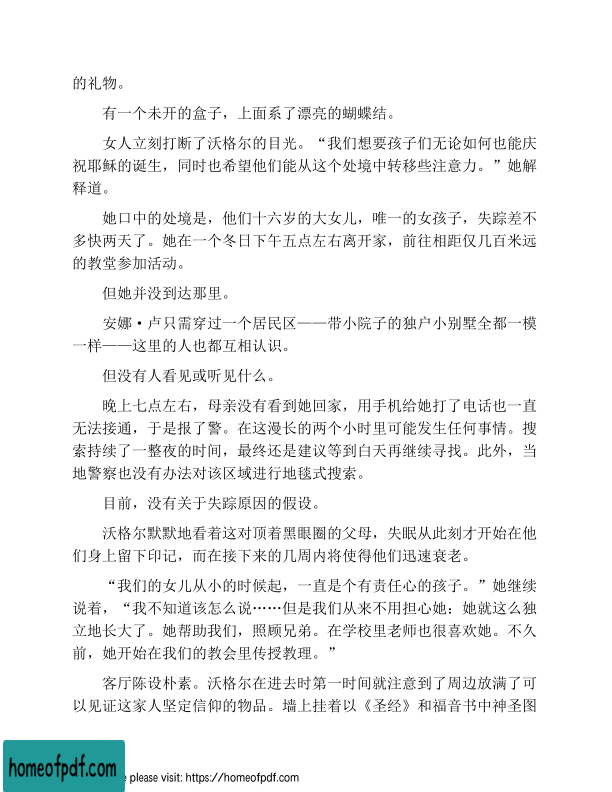 的礼物。
有一个未开的盒子，上面系了漂亮的蝴蝶结。
女人立刻打断了沃格尔的目光。“我们想要孩子们无论如何也能庆
祝耶稣的诞生，同时也希望他们能从这个处境中转移些注意力。”她解
释道。
她口中的处境是，他们十六岁的大女儿，唯一的女孩子，失踪差不
多快两天了。她在一个冬日下午五点左右离开家，前往相距仅几百米远
的教堂参加活动。
但她并没到达那里。
安娜·卢只需穿过一个居民区——带小院子的独户小别墅全都一模
一样——这里的人也都互相认识。
但没有人看见或听见什么。
晚上七点左右，母亲没有看到她回家，用手机给她打了电话也一直
无法接通，于是报了警。在这漫长的两个小时里可能发生任何事情。搜
索持续了一整夜的时间，最终还是建议等到白天再继续寻找。此外，当
地警察也没有办法对该区域进行地毯式搜索。
目前，没有关于失踪原因的假设。
沃格尔默默地看着这对顶着黑眼圈的父母，失眠从此刻才开始在他
们身上留下印记，而在接下来的几周内将使得他们迅速衰老。
“我们的女儿从小的时候起，一直是个有责任心的孩子。”她继续
说着，“我不知道该怎么说……但是我们从来不用担心她：她就这么独
立地长大了。她帮助我们，照顾兄弟。在学校里老师也很喜欢她。不久
前，她开始在我们的教会里传授教理。”
客厅陈设朴素。沃格尔在进去时第一时间就注意到了周边放满了可
以见证这家人坚定信仰的物品。墙上挂着以《圣经》和福音书中神圣图
homeofpdf.com
e please visit: https://homeofpdf.com